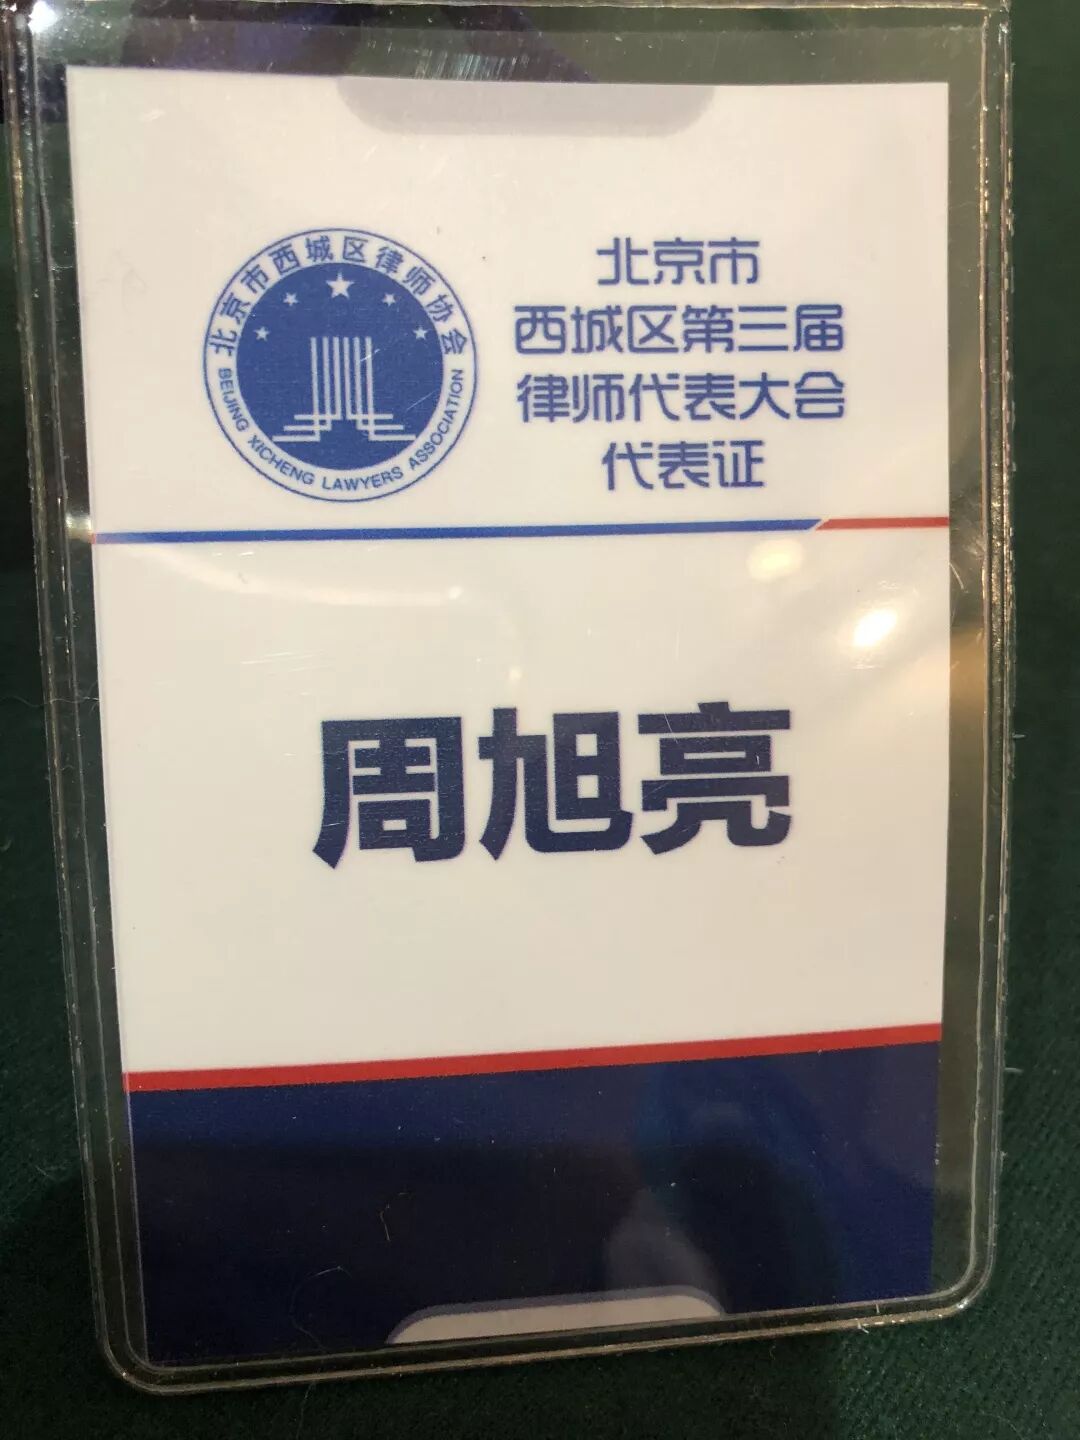 北京市西城区律师协会
BEIJING XICHENG LAWYERS ASSOCIATION
北京市
西城区第三届
律师代表大会
代表证
周旭亮